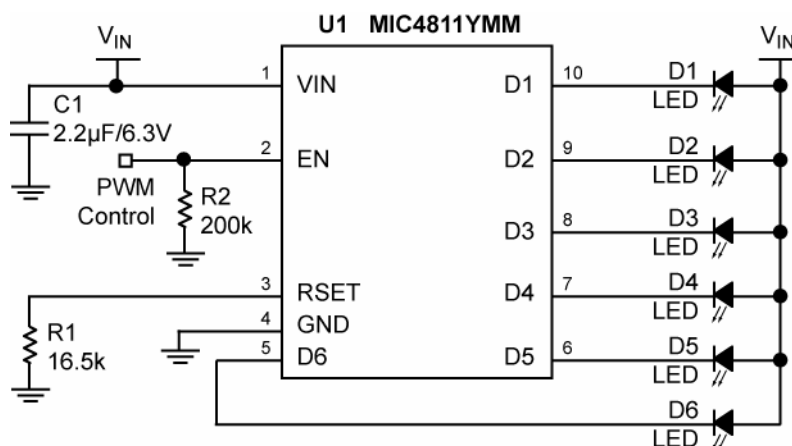 U1 MIC4811YMM
VIN
VIN
C1
2.2µF/6.3V
PWM
Control
R2
200k
R1
16.5k
1
VIN
2
EN
3
RSET
4
GND
5
D6
D1
10
D2
9
D3
8
D4
7
D5
6
D1
LED
D2
LED
D3
LED
D4
LED
D5
LED
D6
LED